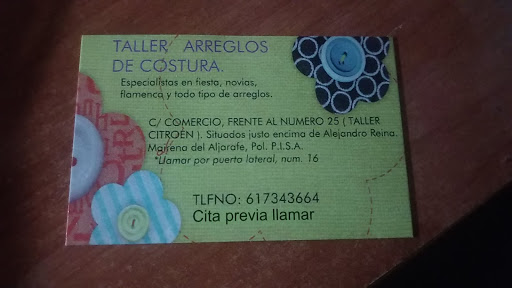 TALLER ARREGLOS
DE COSTURA.
Especialistas en fiesta, novias,
flamenca y todo tipo de arreglos.
C/ COMERCIO, FRENTE AL NUMERO 25 ( TALLER
CITROËN ). Situados justo encima de Alejandro Reina.
Mairena del Aljarafe, Pol. P.I.S.A.
*Llamar por puerta lateral, num. 16
TLFNO: 617343664
Cita previa llamar